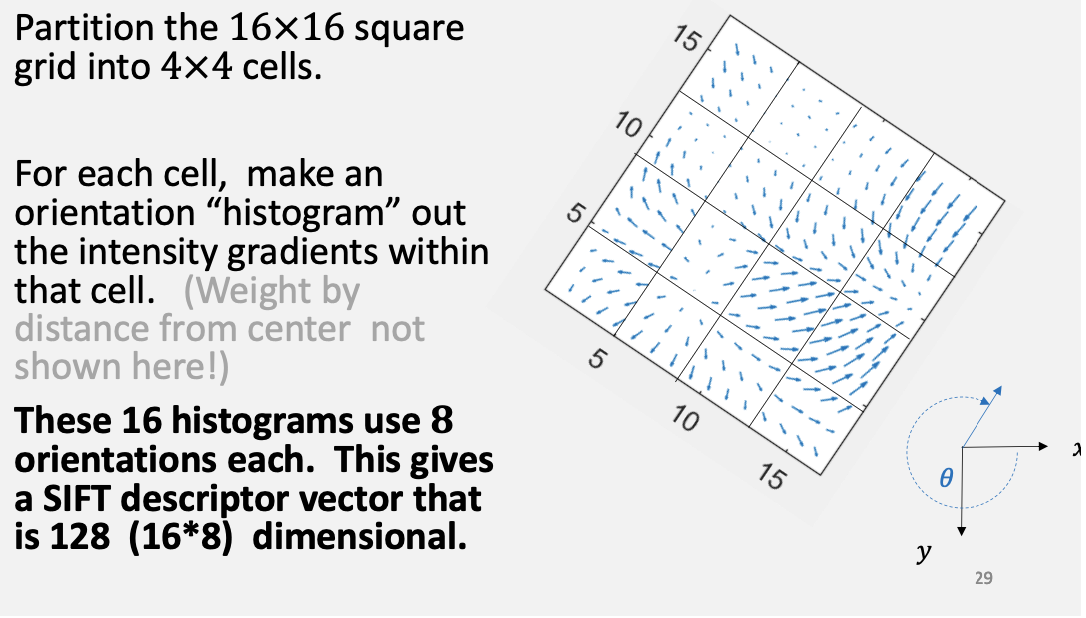 Partition the 16×16 square
grid into 4×4 cells.
For each cell, make an
orientation “histogram” out
the intensity gradients within
that cell. (Weight by
distance from center not
shown here!)
These 16 histograms use 8
orientations each. This gives
a SIFT descriptor vector that
is 128 (16*8) dimensional.
15
10
5
5
10
15
x
θ
y
29